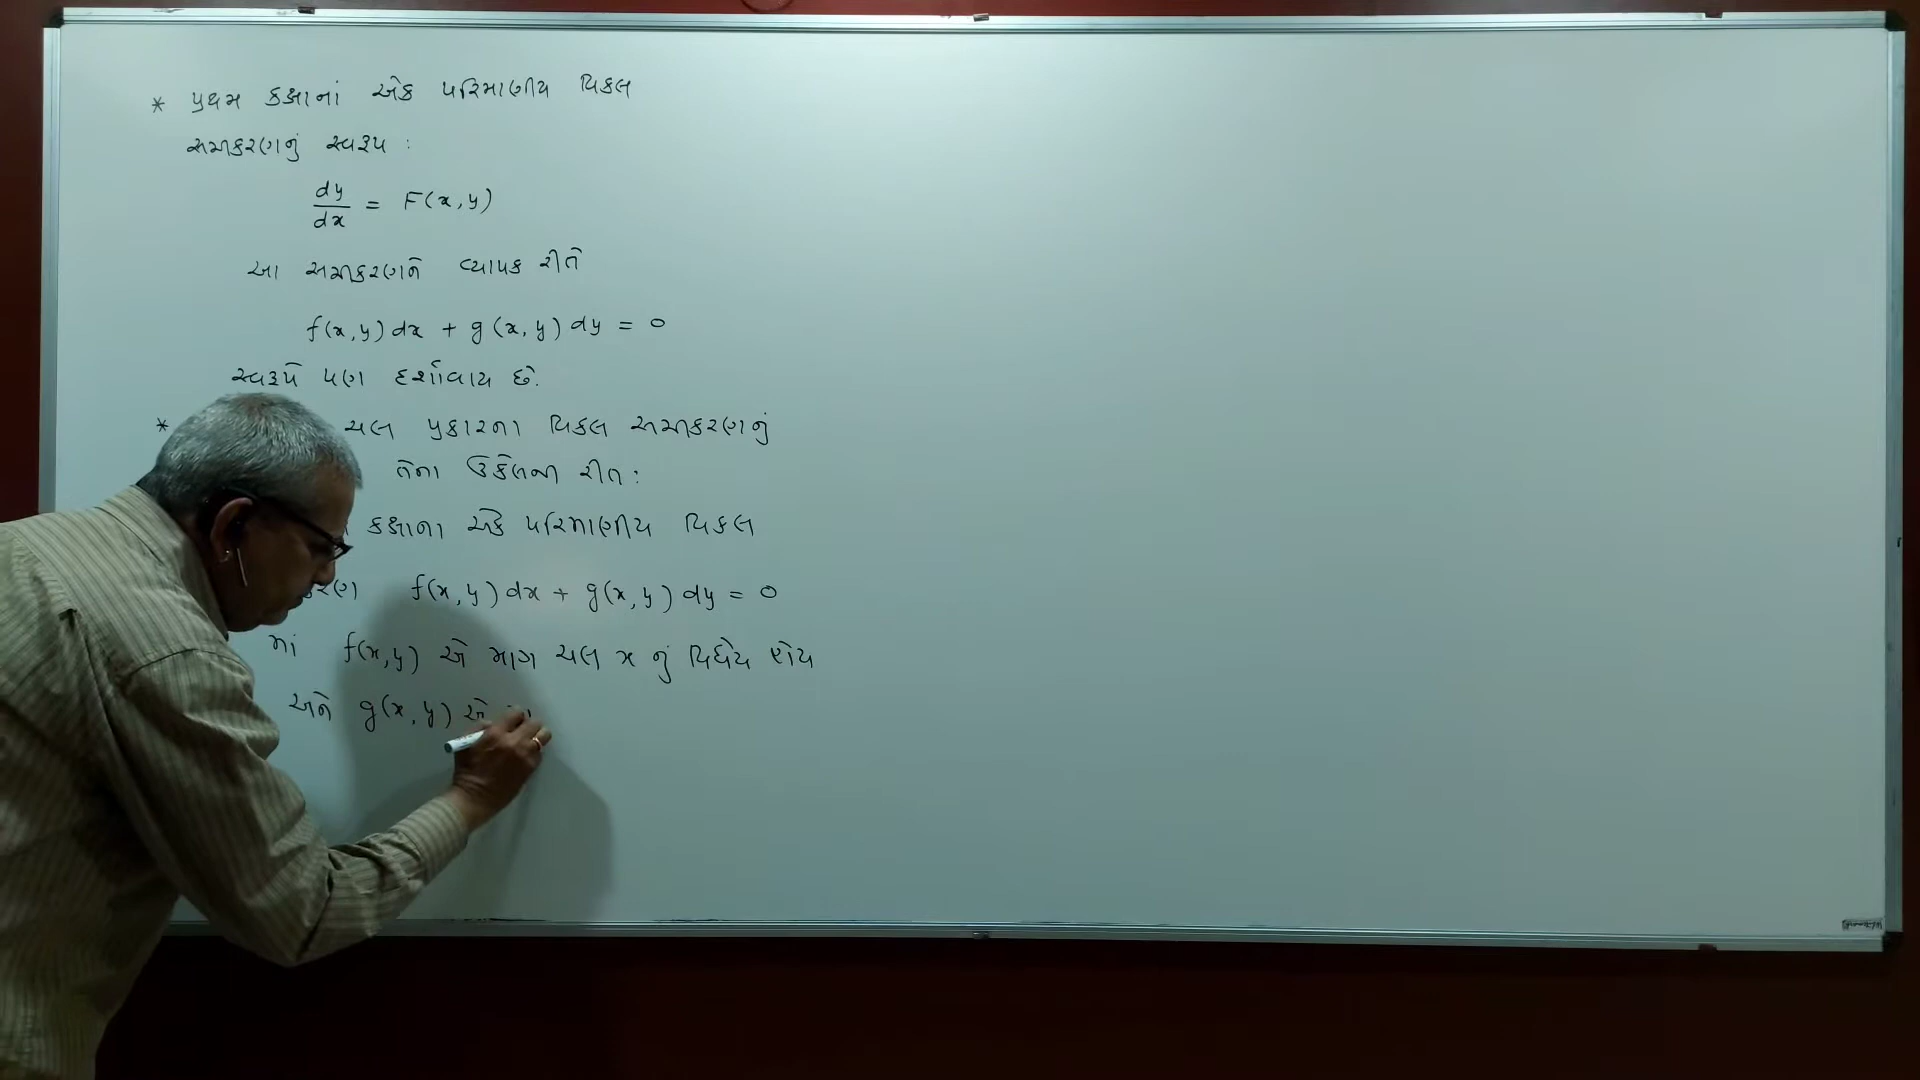 * પ્રથમ કક્ષાનાં એક પરિમાણીય વિકલ
સમીકરણનું સ્વરૂપ :
dy/dx = F(x, y)
આ સમીકરણને વ્યાપક રીતે
f(x, y) dx + g(x, y) dy = 0
સ્વરૂપે પણ દર્શાવાય છે.
* ચલ પ્રકારના વિકલ સમીકરણનું
તેના ઉકેલની રીત :
કક્ષાના એક પરિમાણીય વિકલ
f(x, y) dx + g(x, y) dy = 0
માં f(x, y) એ માત્ર ચલ x નું વિધેય હોય
અને g(x, y) એ